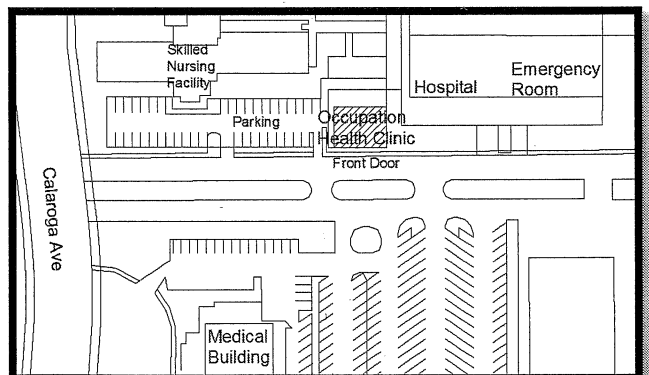 Skilled
Nursing
Facility
Parking
Occupation
Health Clinic
Front Door
Hospital
Emergency
Room
Calaroga Ave
Medical
Building